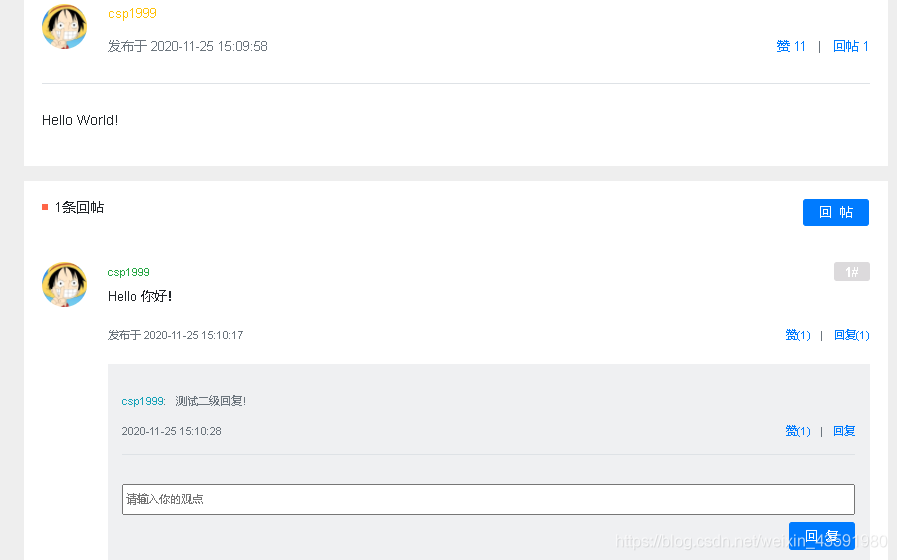 csp1999
发布于 2020-11-25 15:09:58
赞 11 | 回帖 1
Hello World!
1条回帖
回 帖
csp1999
1#
Hello 你好!
发布于 2020-11-25 15:10:17
赞(1) | 回复(1)
csp1999: 测试二级回复!
2020-11-25 15:10:28
赞(1) | 回复
请输入你的观点
回 复
https://blog.csdn.net/weixin_43591980